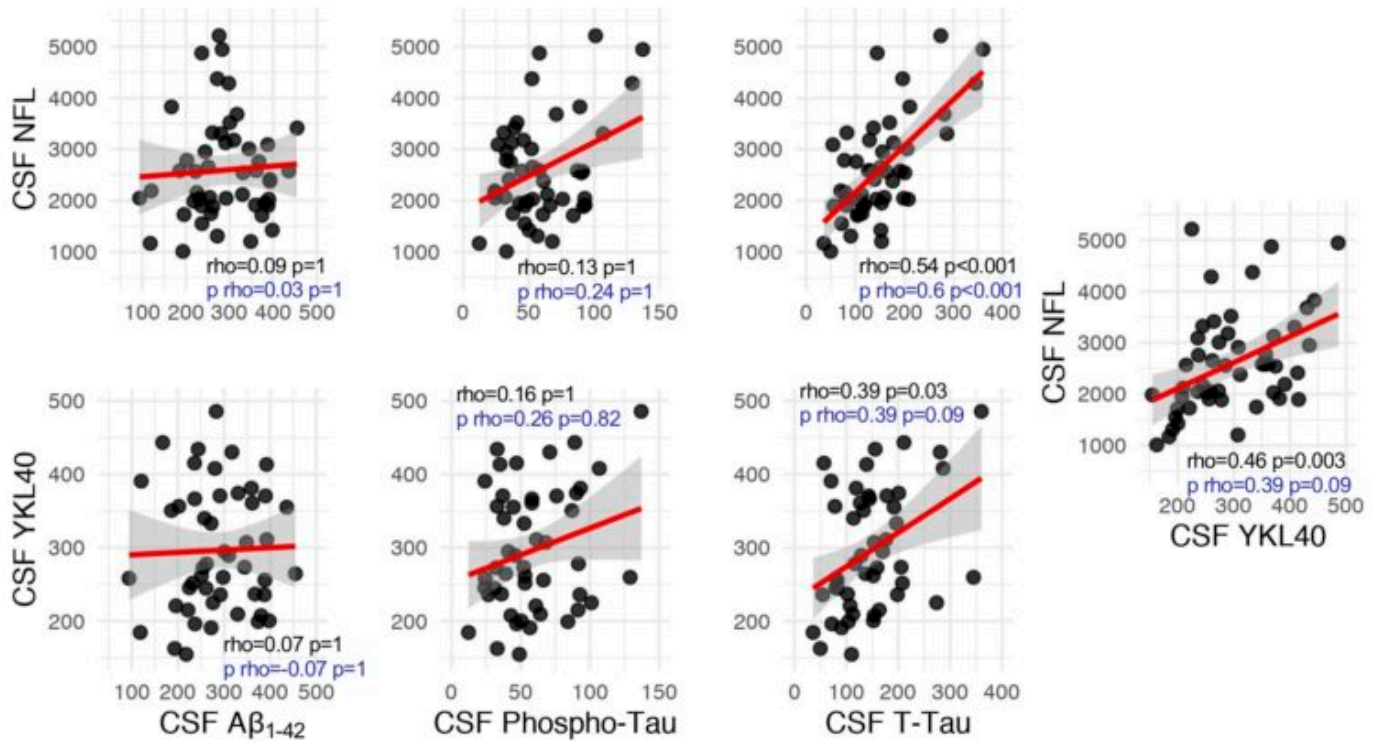 CSF NFL
5000
4000
3000
2000
1000
rho=0.09 p=1
p rho=0.03 p=1
100 200 300 400 500
rho=0.13 p=1
p rho=0.24 p=1
0 50 100 150
rho=0.54 p<0.001
p rho=0.6 p<0.001
0 100 200 300 400
CSF YKL40
500
400
300
200
rho=0.07 p=1
p rho=-0.07 p=1
100 200 300 400 500
CSF Aβ1-42
rho=0.16 p=1
p rho=0.26 p=0.82
0 50 100 150
CSF Phospho-Tau
rho=0.39 p=0.03
p rho=0.39 p=0.09
0 100 200 300 400
CSF T-Tau
CSF NFL
5000
4000
3000
2000
1000
rho=0.46 p=0.003
p rho=0.39 p=0.09
200 300 400 500
CSF YKL40